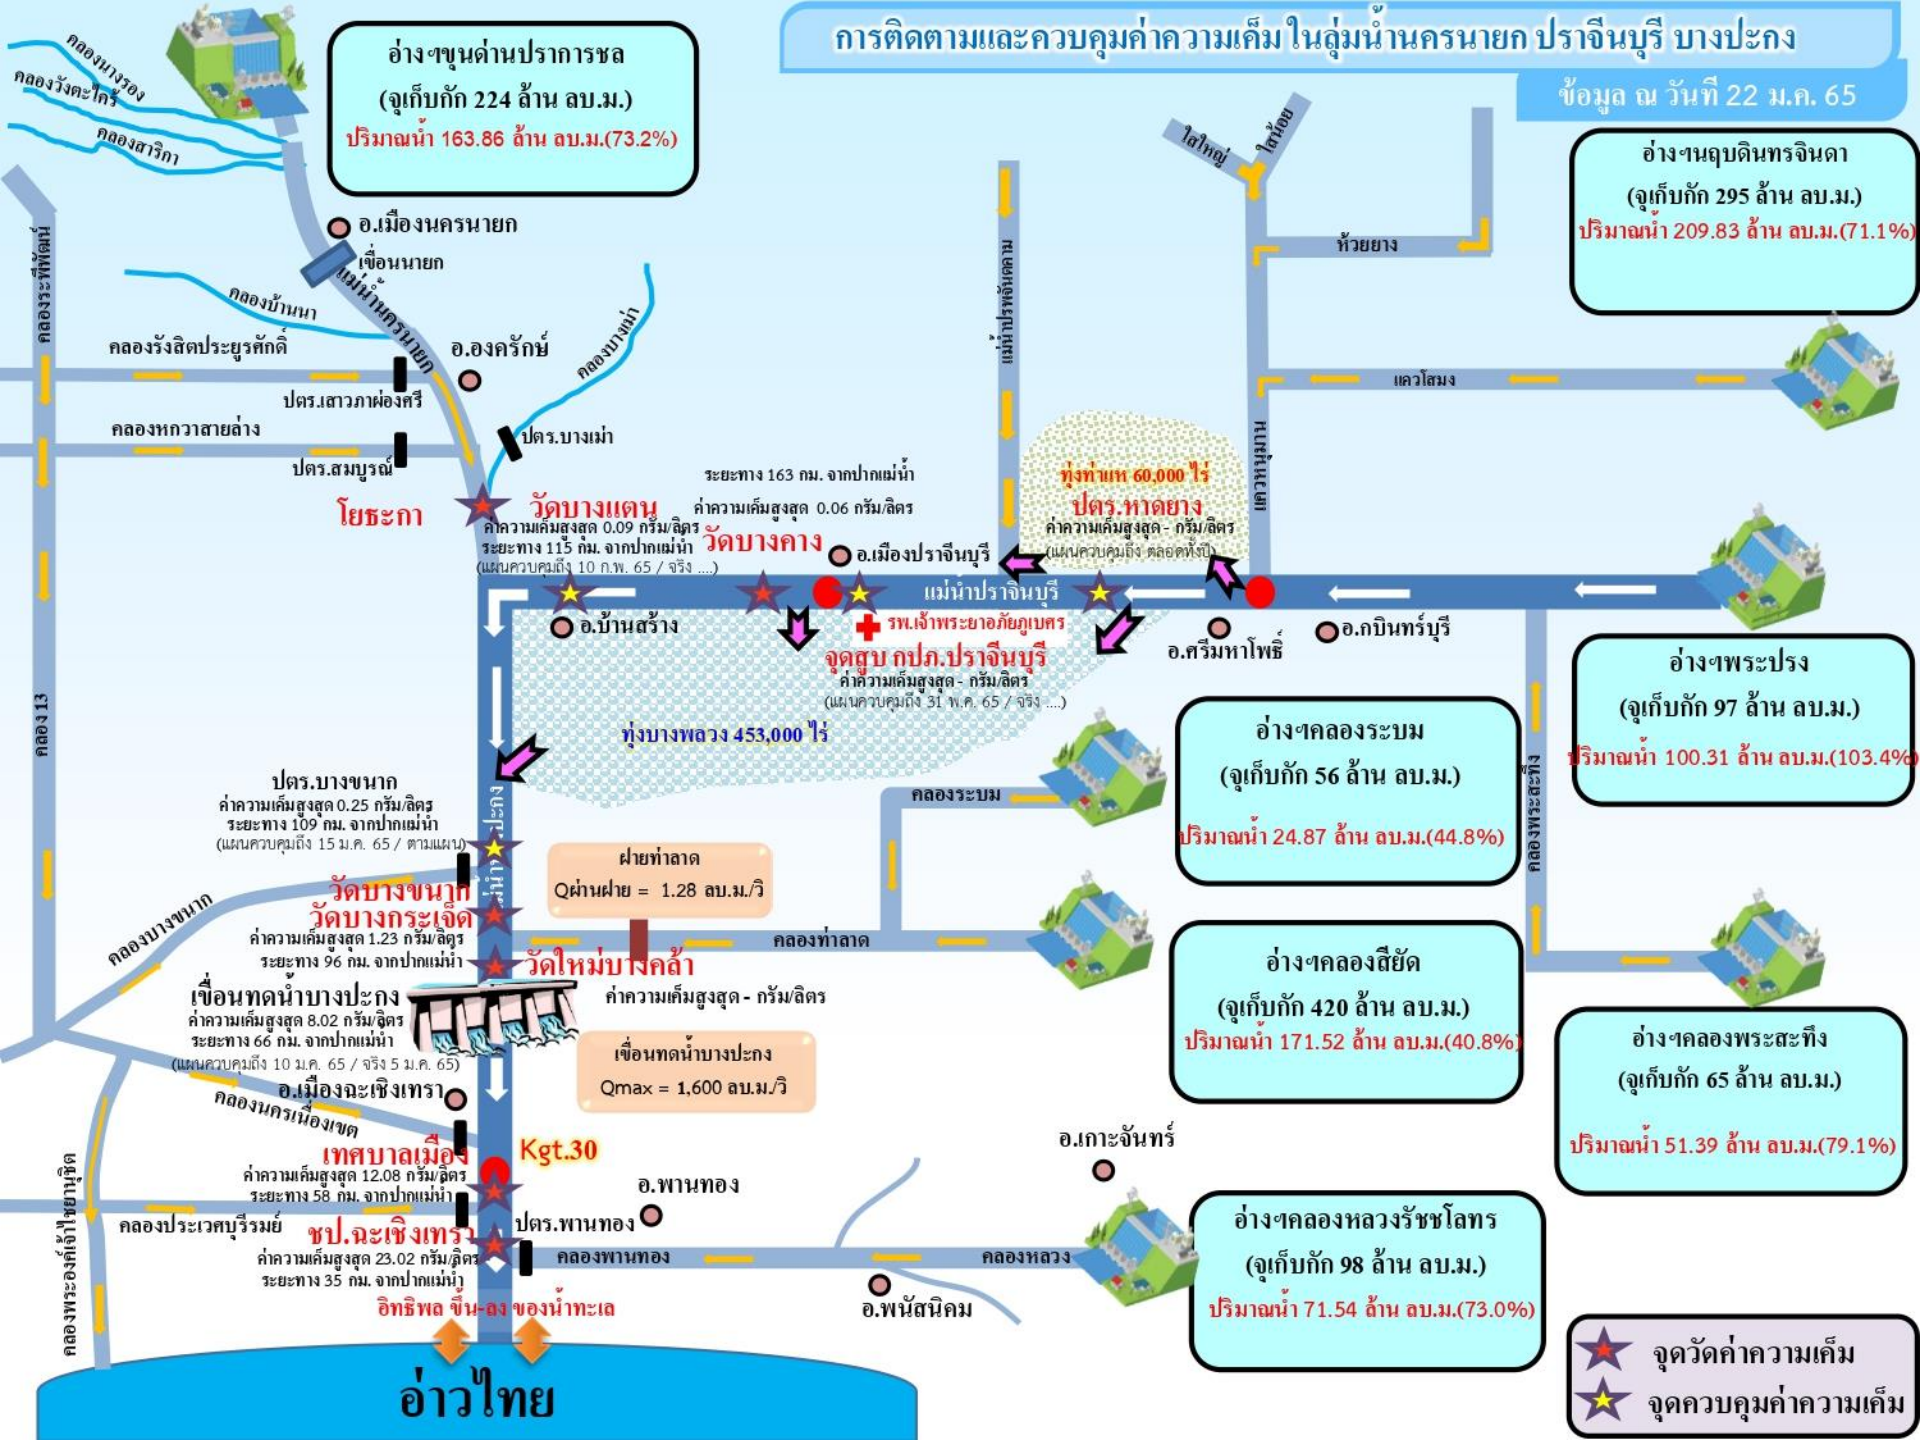 การติดตามและควบคุมค่าความเค็ม ในลุ่มน้ำนครนายก ปราจีนบุรี บางปะกง
ข้อมูล ณ วันที่ 22 ม.ค. 65
คลองนางรอง
คลองวังตะไคร้
คลองสาริกา
อ่างฯขุนด่านปราการชล
(จุเก็บกัก 224 ล้าน ลบ.ม.)
ปริมาณน้ำ 163.86 ล้าน ลบ.ม.(73.2%)
ใสใหญ่
ใสน้อย
อ่างฯนฤบดินทรจินดา
(จุเก็บกัก 295 ล้าน ลบ.ม.)
ปริมาณน้ำ 209.83 ล้าน ลบ.ม.(71.1%)
อ.เมืองนครนายก
เขื่อนนายก
แม่น้ำนครนายก
คลองระพีพัฒน์
คลองบ้านนา
คลองรังสิตประยูรศักดิ์
อ.องครักษ์
คลองบางเม่า
ปตร.เสาวภาผ่องศรี
คลองหกวาสายล่าง
ปตร.สมบูรณ์
ปตร.บางเม่า
แม่น้ำประจันตคาม
ห้วยยาง
แควโสมง
แควหนุมาน
โยธะกา
วัดบางแตน
ค่าความเค็มสูงสุด 0.09 กรัม/ลิตร
ระยะทาง 115 กม. จากปากแม่น้ำ
(แผนควบคุมถึง 10 ก.พ. 65 / จริง ....)
ระยะทาง 163 กม. จากปากแม่น้ำ
ค่าความเค็มสูงสุด 0.06 กรัม/ลิตร
วัดบางคาง
อ.เมืองปราจีนบุรี
ทุ่งท่าแห 60,000 ไร่
ปตร.หาดยาง
ค่าความเค็มสูงสุด - กรัม/ลิตร
(แผนควบคุมถึง ตลอดทั้งปี)
แม่น้ำปราจีนบุรี
อ.บ้านสร้าง
รพ.เจ้าพระยาอภัยภูเบศร
จุดสูบ กปภ.ปราจีนบุรี
ค่าความเค็มสูงสุด - กรัม/ลิตร
(แผนควบคุมถึง 31 พ.ค. 65 / จริง ....)
อ.ศรีมหาโพธิ์
อ.กบินทร์บุรี
ทุ่งบางพลวง 453,000 ไร่
คลอง 13
อ่างฯพระปรง
(จุเก็บกัก 97 ล้าน ลบ.ม.)
ปริมาณน้ำ 100.31 ล้าน ลบ.ม.(103.4%)
อ่างฯคลองระบม
(จุเก็บกัก 56 ล้าน ลบ.ม.)
ปริมาณน้ำ 24.87 ล้าน ลบ.ม.(44.8%)
คลองพระสะทึง
คลองระบม
ปตร.บางขนาก
ค่าความเค็มสูงสุด 0.25 กรัม/ลิตร
ระยะทาง 109 กม. จากปากแม่น้ำ
(แผนควบคุมถึง 15 ม.ค. 65 / ตามแผน)
ฝายท่าลาด
Qผ่านฝาย = 1.28 ลบ.ม./วิ
วัดบางขนาก
วัดบางกระเจ็ด
ค่าความเค็มสูงสุด 1.23 กรัม/ลิตร
ระยะทาง 96 กม. จากปากแม่น้ำ
คลองบางขนาก
คลองท่าลาด
วัดใหม่บางคล้า
ค่าความเค็มสูงสุด - กรัม/ลิตร
อ่างฯคลองสียัด
(จุเก็บกัก 420 ล้าน ลบ.ม.)
ปริมาณน้ำ 171.52 ล้าน ลบ.ม.(40.8%)
เขื่อนทดน้ำบางปะกง
ค่าความเค็มสูงสุด 8.02 กรัม/ลิตร
ระยะทาง 66 กม. จากปากแม่น้ำ
(แผนควบคุมถึง 10 ม.ค. 65 / จริง 5 ม.ค. 65)
เขื่อนทดน้ำบางปะกง
Qmax = 1,600 ลบ.ม./วิ
อ่างฯคลองพระสะทึง
(จุเก็บกัก 65 ล้าน ลบ.ม.)
ปริมาณน้ำ 51.39 ล้าน ลบ.ม.(79.1%)
อ.เมืองฉะเชิงเทรา
คลองนครเนื่องเขต
เทศบาลเมือง
ค่าความเค็มสูงสุด 12.08 กรัม/ลิตร
ระยะทาง 58 กม. จากปากแม่น้ำ
Kgt.30
อ.เกาะจันทร์
อ.พานทอง
ปตร.พานทอง
คลองประเวศบุรีรมย์
ชป.ฉะเชิงเทรา
ค่าความเค็มสูงสุด 23.02 กรัม/ลิตร
ระยะทาง 35 กม. จากปากแม่น้ำ
คลองพานทอง
คลองหลวง
อ.พนัสนิคม
อ่างฯคลองหลวงรัชชโลทร
(จุเก็บกัก 98 ล้าน ลบ.ม.)
ปริมาณน้ำ 71.54 ล้าน ลบ.ม.(73.0%)
คลองพระองค์เจ้าไชยานุชิต
อิทธิพล ขึ้น-ลง ของน้ำทะเล
อ่าวไทย
จุดวัดค่าความเค็ม
จุดควบคุมค่าความเค็ม